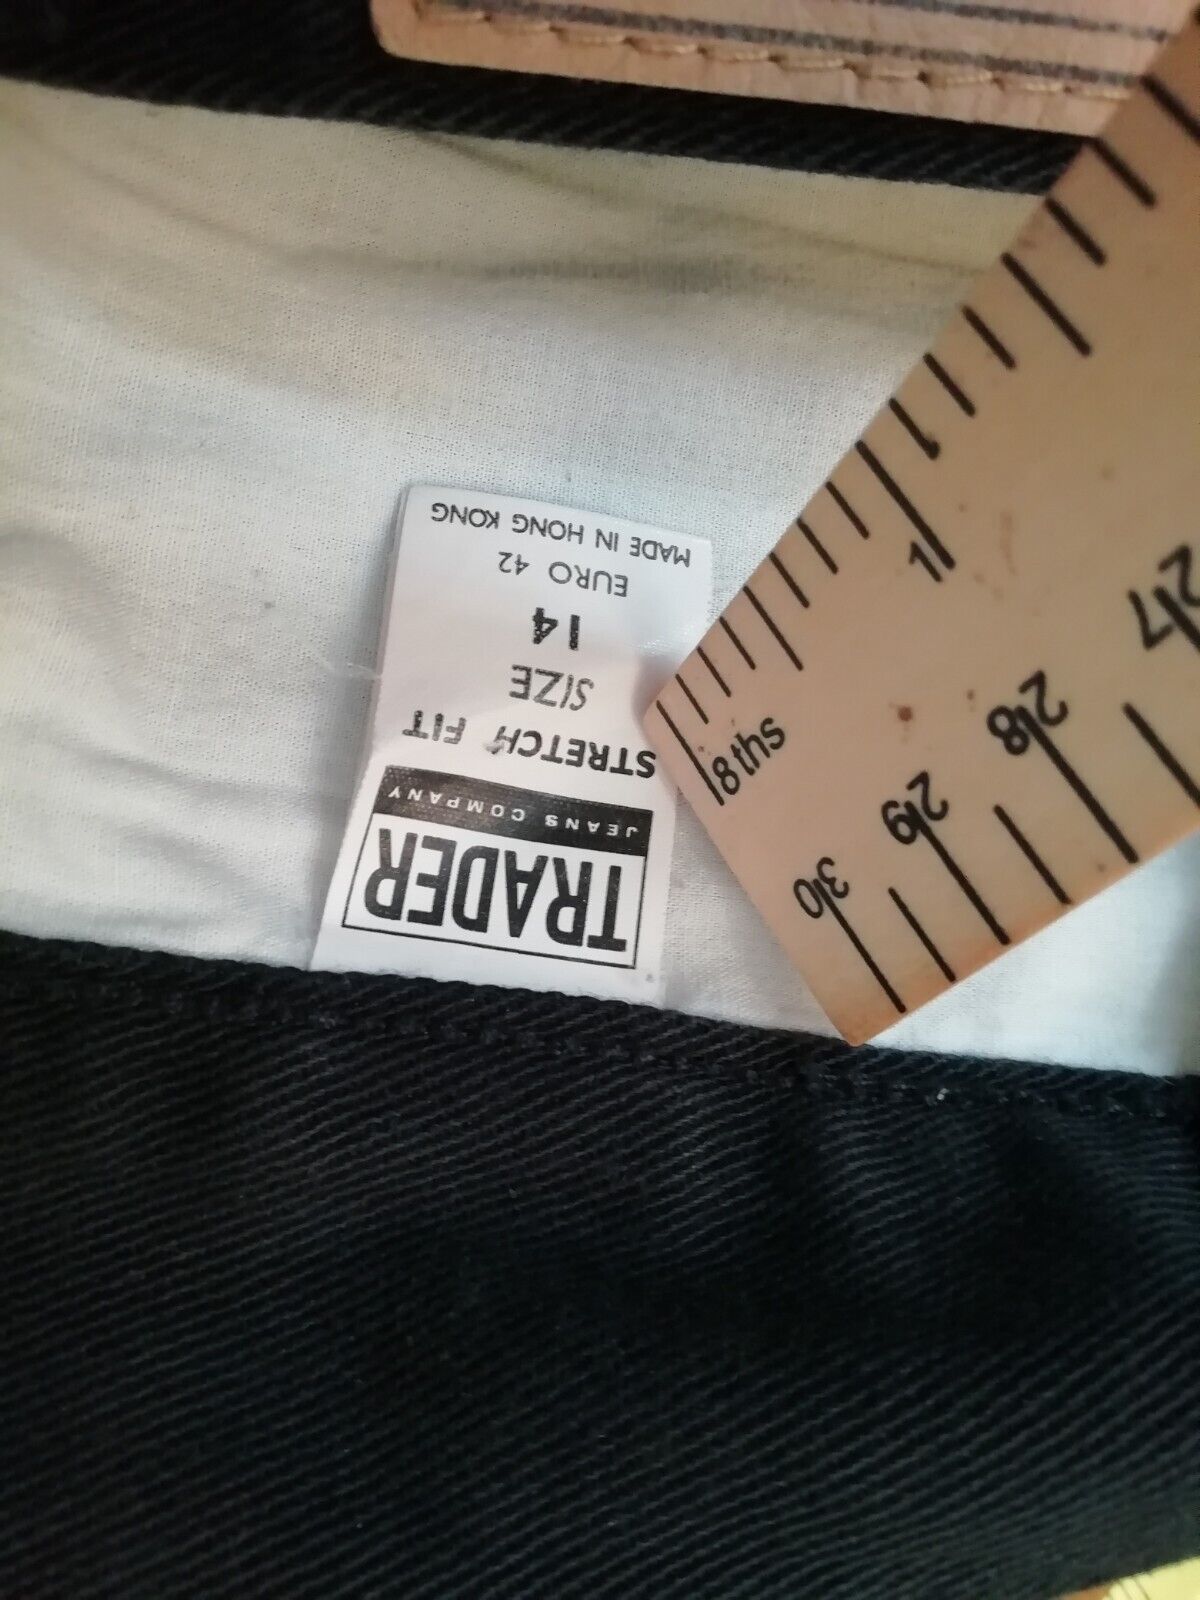 TRADER
JEANS COMPANY
STRETCH FIT
SIZE
14
EURO 42
MADE IN HONG KONG
8ths
1
27
28
29
30